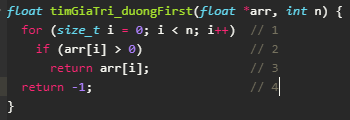 float timGiaTri_duongFirst(float *arr, int n) {
  for (size_t i = 0; i < n; i++)  // 1
    if (arr[i] > 0)               // 2
      return arr[i];              // 3
  return -1;                      // 4
}